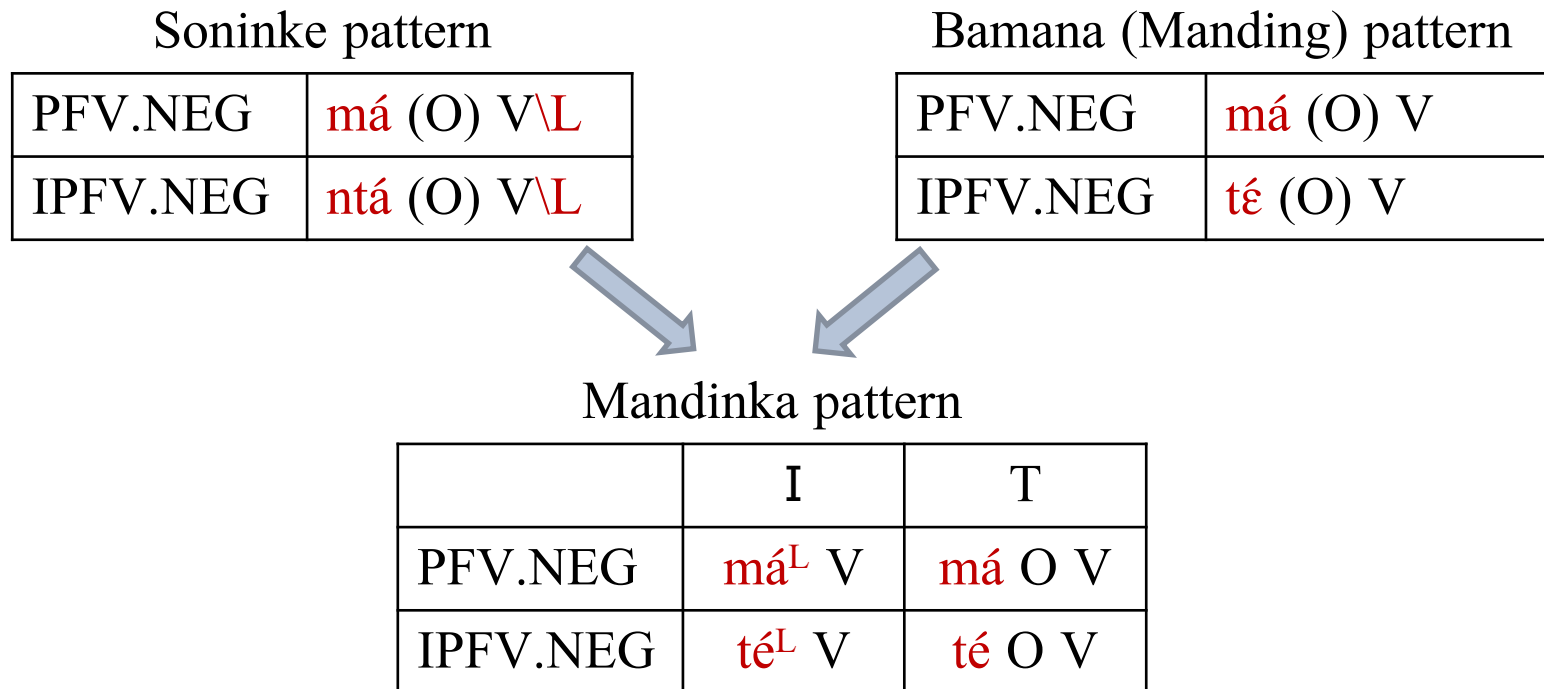 Soninke pattern
PFV.NEG má (O) V\L
IPFV.NEG ntá (O) V\L
Bamana (Manding) pattern
PFV.NEG má (O) V
IPFV.NEG tɛ́ (O) V
Mandinka pattern
I T
PFV.NEG máᴸ V má O V
IPFV.NEG téᴸ V té O V